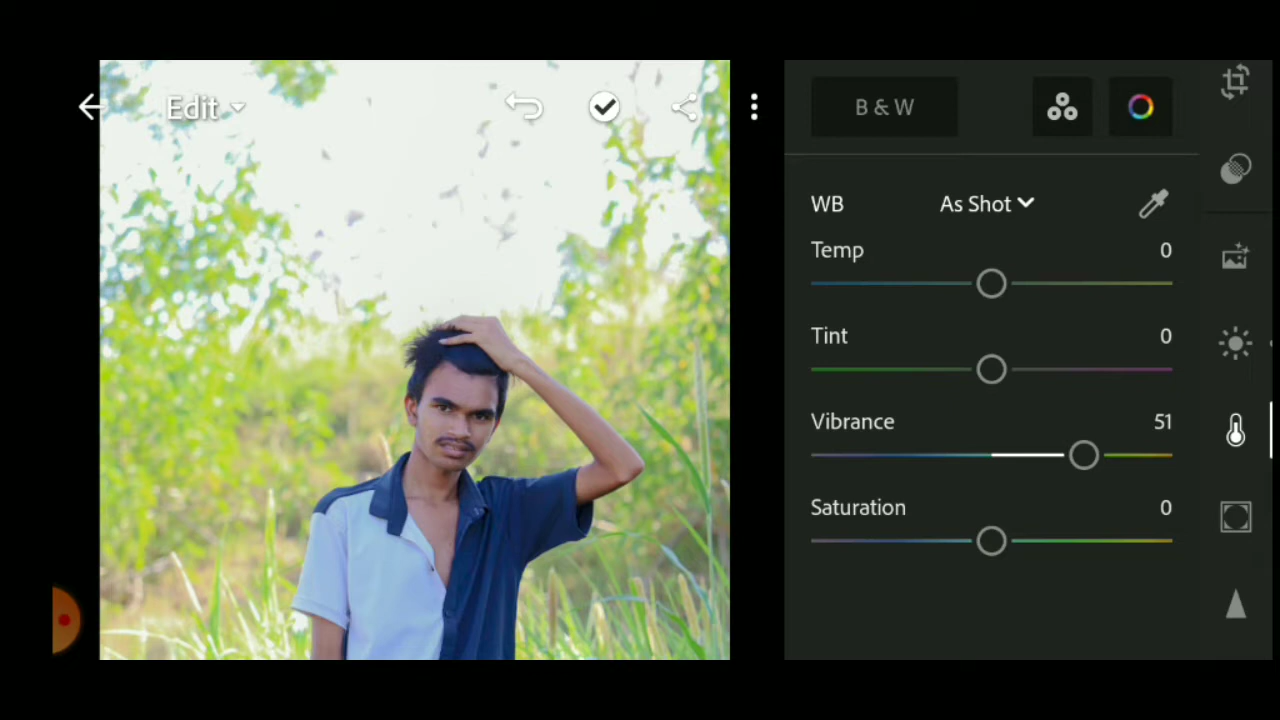 Edit
B & W
WB As Shot
Temp 0
Tint 0
Vibrance 51
Saturation 0